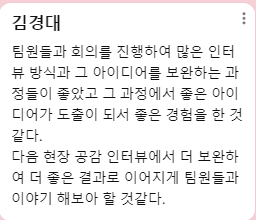 김경대
팀원들과 회의를 진행하여 많은 인터
뷰 방식과 그 아이디어를 보완하는 과
정들이 좋았고 그 과정에서 좋은 아이
디어가 도출이 되서 좋은 경험을 한 것
같다.
다음 현장 공감 인터뷰에서 더 보완하
여 더 좋은 결과로 이어지게 팀원들과
이야기 해보아 할 것같다.